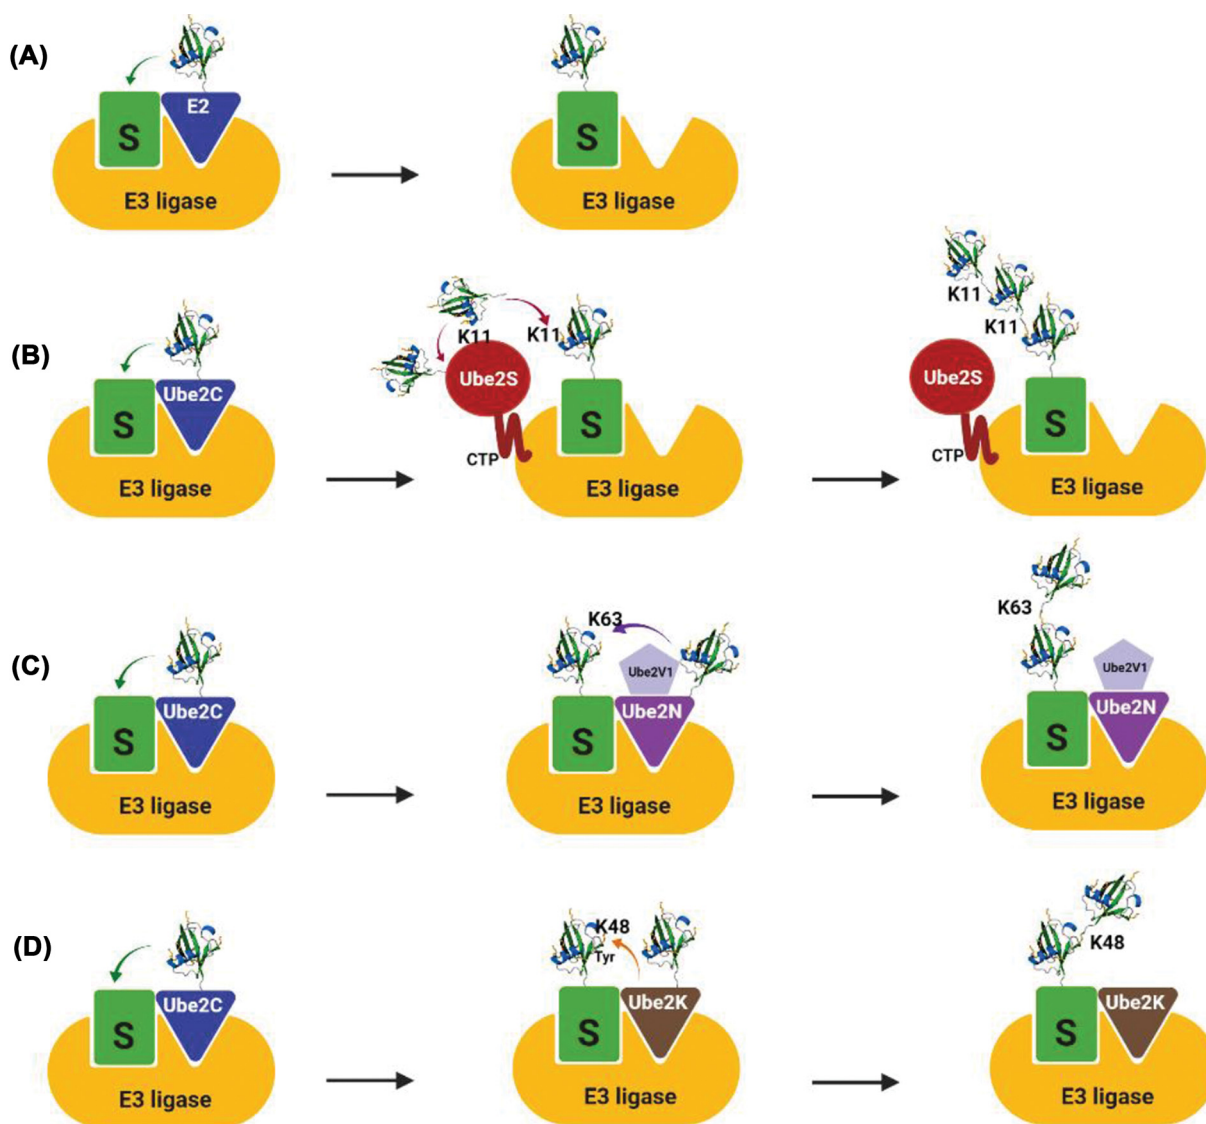 (A)
E2
S
E3 ligase
S
E3 ligase
(B)
Ube2C
S
E3 ligase
K11
K11
Ube2S
CTP
S
E3 ligase
K11
K11
Ube2S
CTP
S
E3 ligase
(C)
Ube2C
S
E3 ligase
K63
Ube2V1
Ube2N
S
E3 ligase
K63
Ube2V1
Ube2N
S
E3 ligase
(D)
Ube2C
S
E3 ligase
K48
Tyr
Ube2K
S
E3 ligase
K48
Ube2K
S
E3 ligase